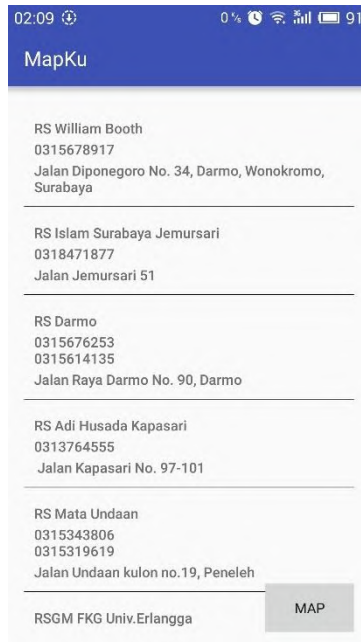 02:09 0 k/s 91
MapKu
RS William Booth
0315678917
Jalan Diponegoro No. 34, Darmo, Wonokromo,
Surabaya
RS Islam Surabaya Jemursari
0318471877
Jalan Jemursari 51
RS Darmo
0315676253
0315614135
Jalan Raya Darmo No. 90, Darmo
RS Adi Husada Kapasari
0313764555
Jalan Kapasari No. 97-101
RS Mata Undaan
0315343806
0315319619
Jalan Undaan kulon no.19, Peneleh
RSGM FKG Univ.Erlangga
MAP